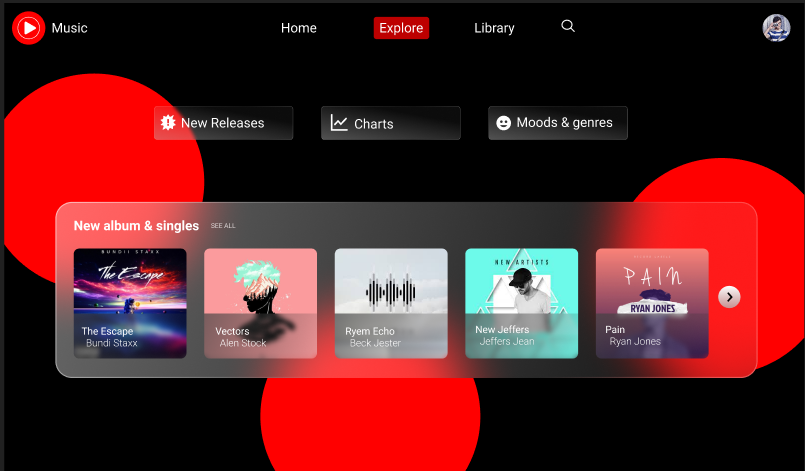 Music
Home
Explore
Library
New Releases
Charts
Moods & genres
New album & singles
SEE ALL
BUNDII STAXX
The Escape
The Escape
Bundi Staxx
Vectors
Alen Stock
Ryem Echo
Beck Jester
NEW ARTISTS
New Jeffers
Jeffers Jean
PAIN
RYAN JONES
Pain
Ryan Jones